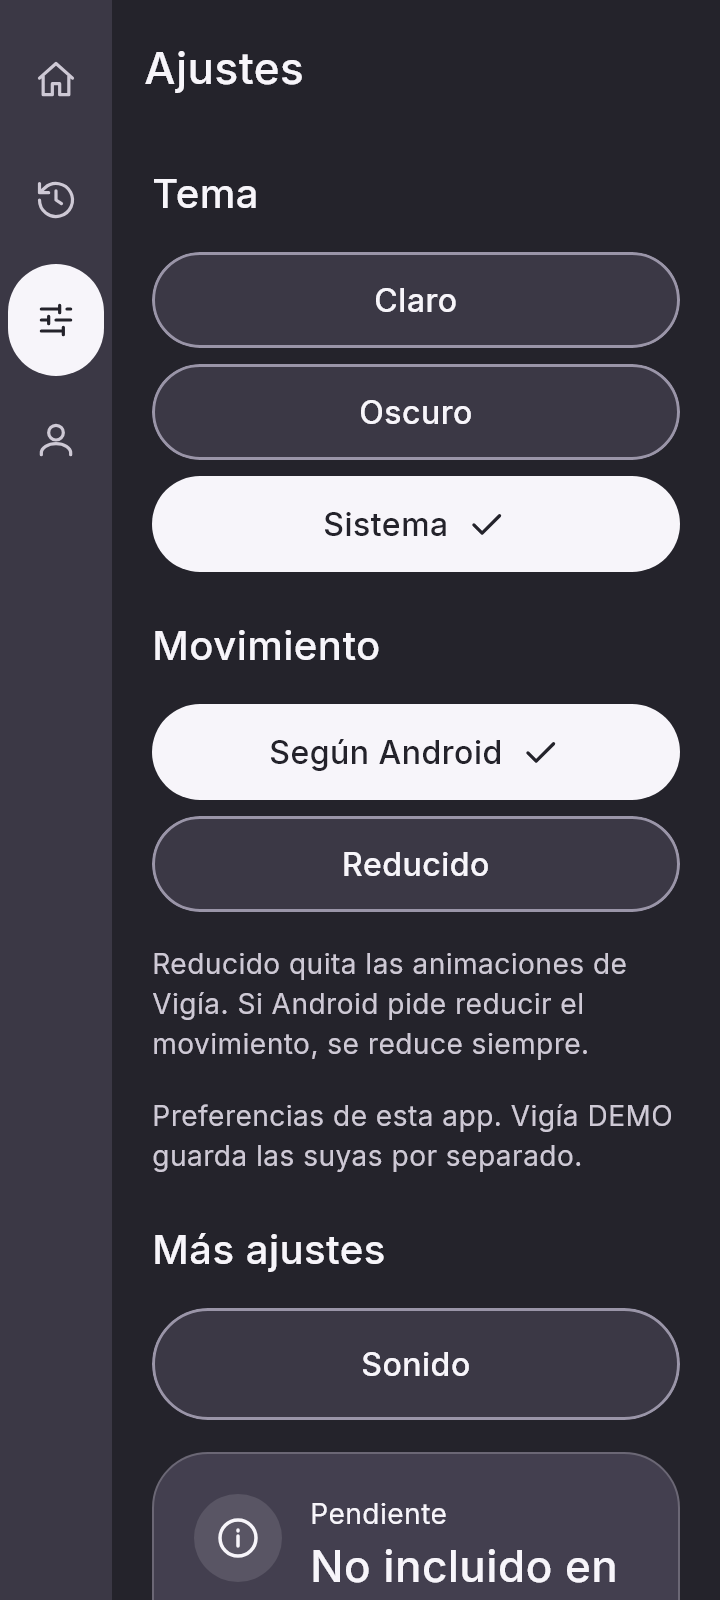 Ajustes
Tema
Claro
Oscuro
Sistema
Movimiento
Según Android
Reducido
Reducido quita las animaciones de
Vigía. Si Android pide reducir el
movimiento, se reduce siempre.
Preferencias de esta app. Vigía DEMO
guarda las suyas por separado.
Más ajustes
Sonido
Pendiente
No incluido en